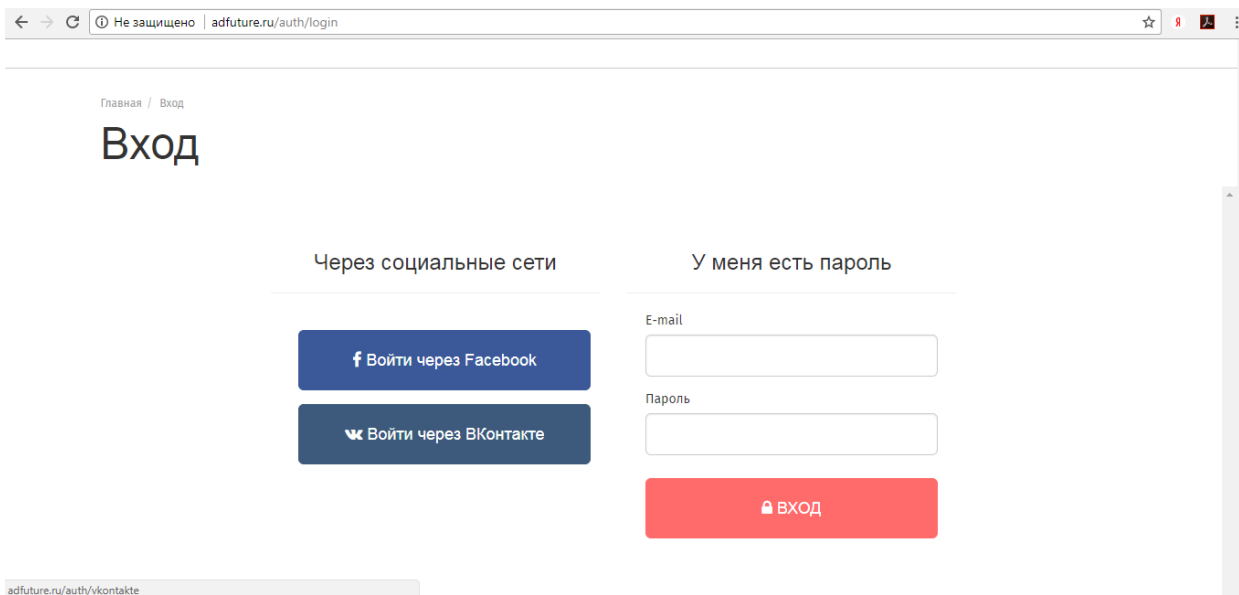 Не защищено adfuture.ru/auth/login
Главная / Вход
Вход
Через социальные сети
Войти через Facebook
Войти через ВКонтакте
У меня есть пароль
E-mail
Пароль
ВХОД
adfuture.ru/auth/vkontakte